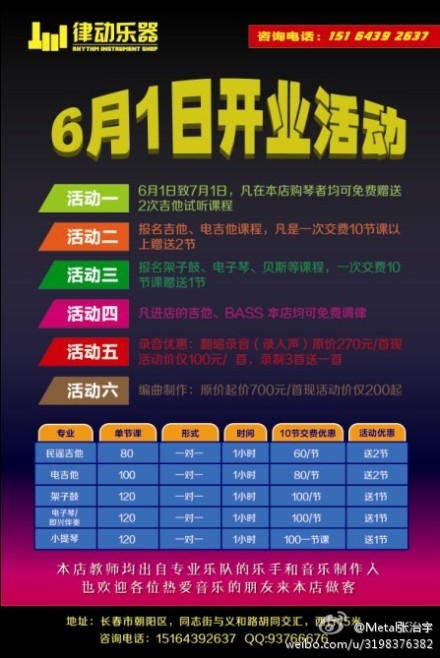 律动乐器
RHYTHM INSTRUMENT SHOP
咨询电话：151 6439 2637
6月1日开业活动
活动一
6月1日致7月1日，凡在本店购琴者均可免费赠送
2次吉他试听课程
活动二
报名吉他、电吉他课程，凡是一次交费10节课以
上赠送2节
活动三
报名架子鼓、电子琴、贝斯等课程，一次交费10
节课赠送1节
活动四
凡进店的吉他、BASS 本店均可免费调律
活动五
录音优惠：翻唱录音（录人声）原价270元/首现
活动价仅100元/ 首，录制3首送一首
活动六
编曲制作：原价起价700元/首现活动价仅200起
专业 单节课 形式 时间 10节交费优惠 活动优惠
民谣吉他 80 一对一 1小时 60/节 送2节
电吉他 100 一对一 1小时 80/节 送2节
架子鼓 120 一对一 1小时 100/节 送1节
电子琴/
即兴伴奏 120 一对一 1小时 100/节 送1节
小提琴 120 一对一 1小时 100一节课 送1节
本店教师均出自专业乐队的乐手和音乐制作人
也欢迎各位热爱音乐的朋友来本店做客
地址：长春市朝阳区，同志街与义和路胡同交汇，西行15米
咨询电话：15164392637 QQ:93766676
@Metal张治宇
weibo.com/u/3198376382